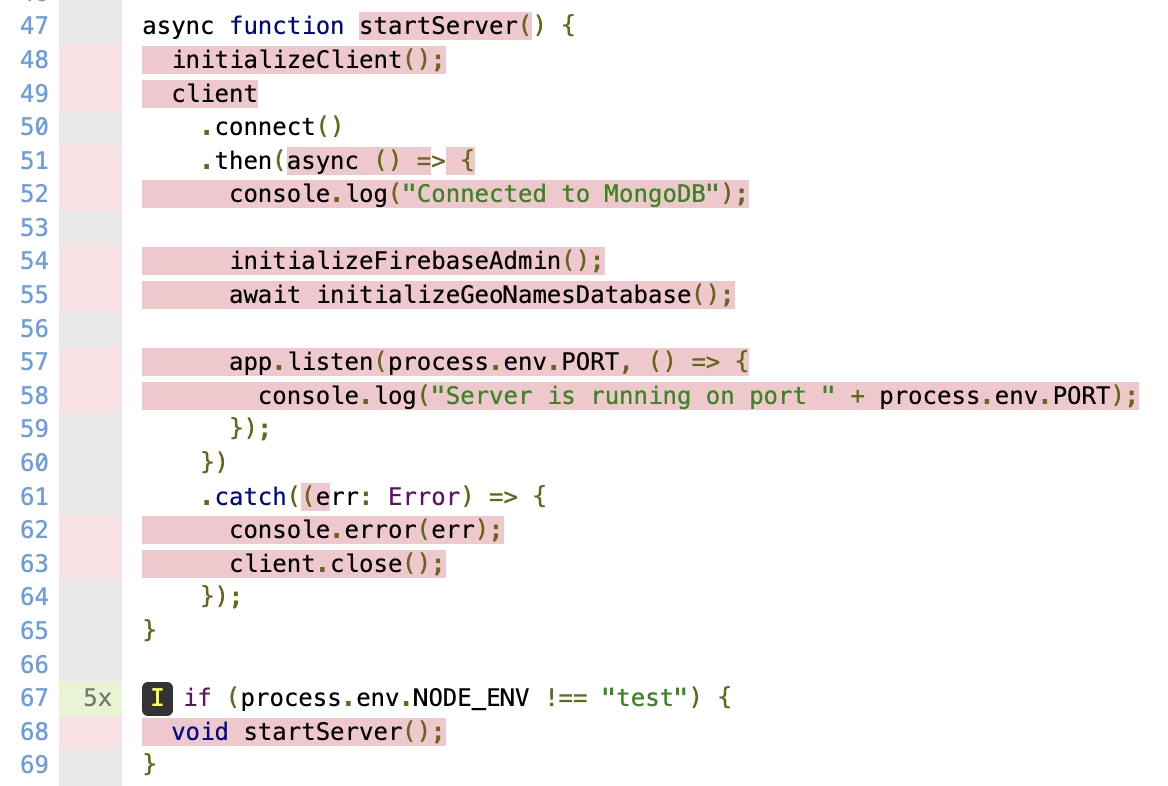 47 async function startServer() {
48   initializeClient();
49   client
50     .connect()
51     .then(async () => {
52       console.log("Connected to MongoDB");
53
54       initializeFirebaseAdmin();
55       await initializeGeoNamesDatabase();
56
57       app.listen(process.env.PORT, () => {
58         console.log("Server is running on port " + process.env.PORT);
59       });
60     })
61     .catch((err: Error) => {
62       console.error(err);
63       client.close();
64     });
65 }
66
67 5x I if (process.env.NODE_ENV !== "test") {
68   void startServer();
69 }